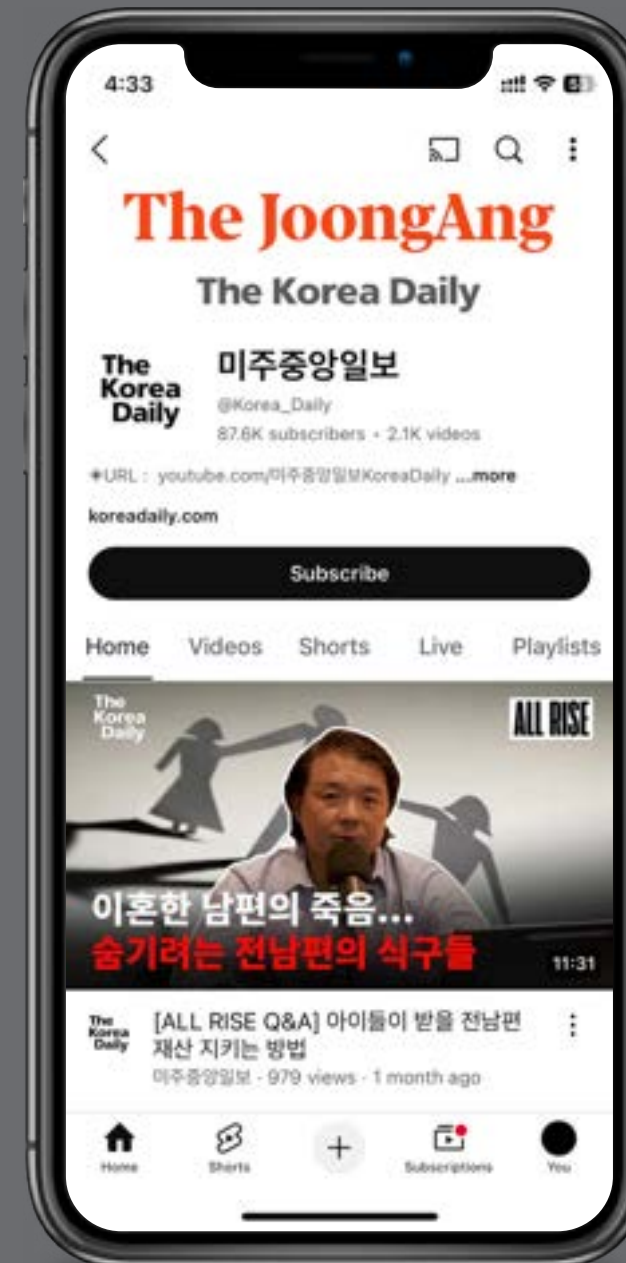 4:33
The JoongAng
The Korea Daily
The
Korea
Daily
미주중앙일보
@Korea_Daily
87.6K subscribers • 2.1K videos
◈URL : youtube.com/미주중앙일보KoreaDaily ...more
koreadaily.com
Subscribe
Home Videos Shorts Live Playlists
The
Korea
Daily
ALL RISE
이혼한 남편의 죽음...
숨기려는 전남편의 식구들
11:31
The
Korea
Daily
[ALL RISE Q&A] 아이들이 받을 전남편
재산 지키는 방법
미주중앙일보 · 979 views · 1 month ago
Home Shorts Subscriptions You